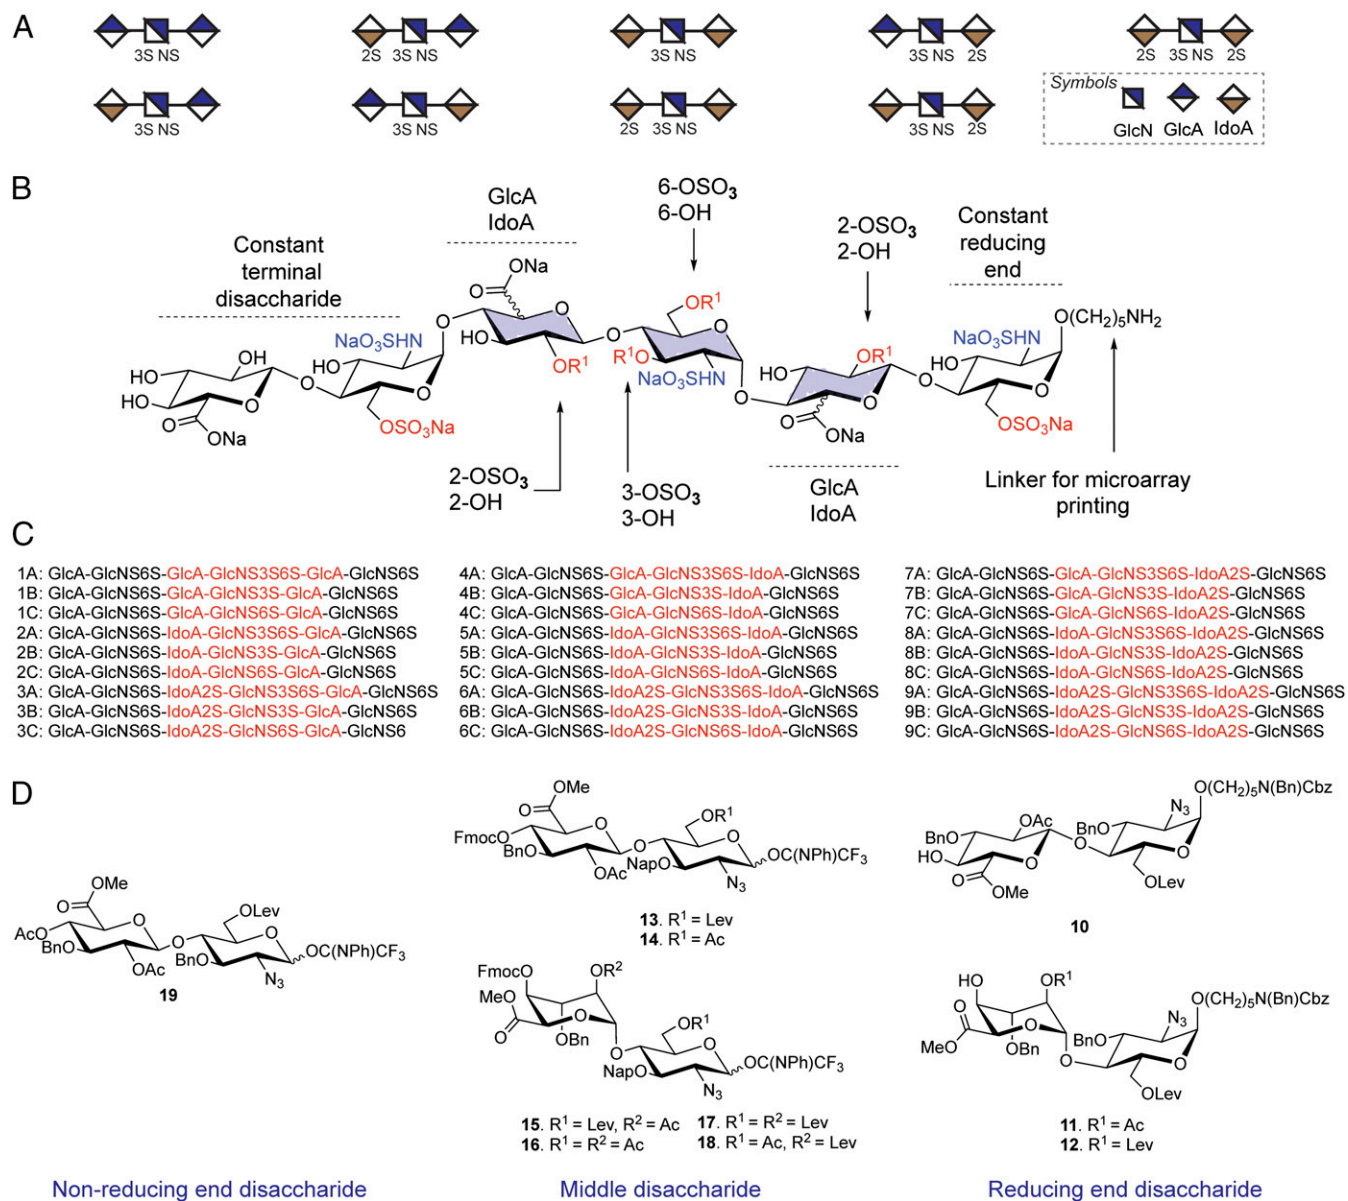 A
3S NS
2S 3S NS
3S NS
3S NS 2S
2S 3S NS 2S
3S NS
3S NS
2S 3S NS
3S NS 2S
Symbols
GlcN GlcA IdoA
B
Constant
terminal
disaccharide
GlcA
IdoA
6-OSO₃
6-OH
2-OSO₃
2-OH
Constant
reducing
end
ONa
O
O
OR¹
O
O(CH₂)₅NH₂
NaO₃SHN
O
HO
O
O
R¹O
O
HO
OR¹
NaO₃SHN
OH
HO
HO
O
O
O
OR¹
NaO₃SHN
HO
O
HO
O
HO
O
O
O
O
ONa
OSO₃Na
O
ONa
OSO₃Na
2-OSO₃
2-OH
3-OSO₃
3-OH
GlcA
IdoA
Linker for microarray
printing
C
1A: GlcA-GlcNS6S-GlcA-GlcNS3S6S-GlcA-GlcNS6S
1B: GlcA-GlcNS6S-GlcA-GlcNS3S-GlcA-GlcNS6S
1C: GlcA-GlcNS6S-GlcA-GlcNS6S-GlcA-GlcNS6S
2A: GlcA-GlcNS6S-IdoA-GlcNS3S6S-GlcA-GlcNS6S
2B: GlcA-GlcNS6S-IdoA-GlcNS3S-GlcA-GlcNS6S
2C: GlcA-GlcNS6S-IdoA-GlcNS6S-GlcA-GlcNS6S
3A: GlcA-GlcNS6S-IdoA2S-GlcNS3S6S-GlcA-GlcNS6S
3B: GlcA-GlcNS6S-IdoA2S-GlcNS3S-GlcA-GlcNS6S
3C: GlcA-GlcNS6S-IdoA2S-GlcNS6S-GlcA-GlcNS6
4A: GlcA-GlcNS6S-GlcA-GlcNS3S6S-IdoA-GlcNS6S
4B: GlcA-GlcNS6S-GlcA-GlcNS3S-IdoA-GlcNS6S
4C: GlcA-GlcNS6S-GlcA-GlcNS6S-IdoA-GlcNS6S
5A: GlcA-GlcNS6S-IdoA-GlcNS3S6S-IdoA-GlcNS6S
5B: GlcA-GlcNS6S-IdoA-GlcNS3S-IdoA-GlcNS6S
5C: GlcA-GlcNS6S-IdoA-GlcNS6S-IdoA-GlcNS6S
6A: GlcA-GlcNS6S-IdoA2S-GlcNS3S6S-IdoA-GlcNS6S
6B: GlcA-GlcNS6S-IdoA2S-GlcNS3S-IdoA-GlcNS6S
6C: GlcA-GlcNS6S-IdoA2S-GlcNS6S-IdoA-GlcNS6S
7A: GlcA-GlcNS6S-GlcA-GlcNS3S6S-IdoA2S-GlcNS6S
7B: GlcA-GlcNS6S-GlcA-GlcNS3S-IdoA2S-GlcNS6S
7C: GlcA-GlcNS6S-GlcA-GlcNS6S-IdoA2S-GlcNS6S
8A: GlcA-GlcNS6S-IdoA-GlcNS3S6S-IdoA2S-GlcNS6S
8B: GlcA-GlcNS6S-IdoA-GlcNS3S-IdoA2S-GlcNS6S
8C: GlcA-GlcNS6S-IdoA-GlcNS6S-IdoA2S-GlcNS6S
9A: GlcA-GlcNS6S-IdoA2S-GlcNS3S6S-IdoA2S-GlcNS6S
9B: GlcA-GlcNS6S-IdoA2S-GlcNS3S-IdoA2S-GlcNS6S
9C: GlcA-GlcNS6S-IdoA2S-GlcNS6S-IdoA2S-GlcNS6S
D
OMe
O
O
OLev
AcO
BnO
O
O
OAc
BnO
N₃
OC(NPh)CF₃
19
OMe
O
O
OR¹
FmocO
BnO
O
O
OAc
NapO
N₃
OC(NPh)CF₃
13. R¹ = Lev
14. R¹ = Ac
FmocO
OR²
MeO
O
O
OBn
O
OR¹
O
NapO
N₃
OC(NPh)CF₃
15. R¹ = Lev, R² = Ac
16. R¹ = R² = Ac
17. R¹ = R² = Lev
18. R¹ = Ac, R² = Lev
O(CH₂)₅N(Bn)Cbz
OAc
N₃
BnO
BnO
O
HO
O
O
O
OMe
OLev
10
HO
OR¹
O(CH₂)₅N(Bn)Cbz
N₃
O
O
BnO
MeO
OBn
O
O
OLev
11. R¹ = Ac
12. R¹ = Lev
Non-reducing end disaccharide
Middle disaccharide
Reducing end disaccharide